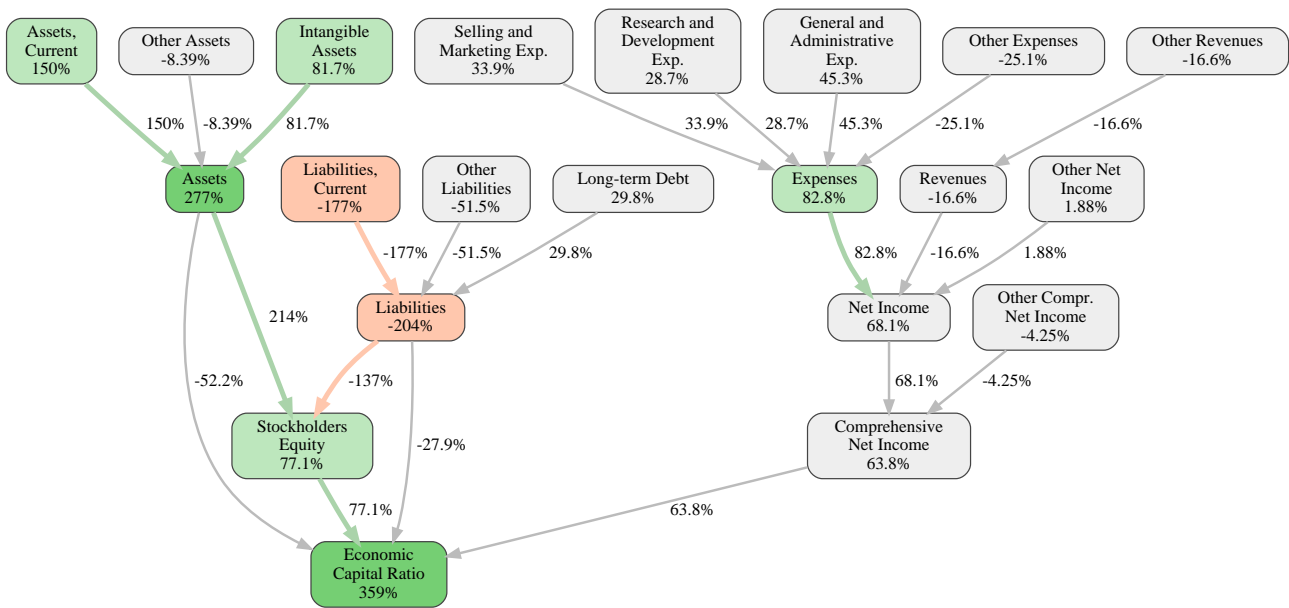 Assets,
Current
150%
Other Assets
-8.39%
Intangible
Assets
81.7%
Selling and
Marketing Exp.
33.9%
Research and
Development
Exp.
28.7%
General and
Administrative
Exp.
45.3%
Other Expenses
-25.1%
Other Revenues
-16.6%
150%
-8.39%
81.7%
33.9%
28.7%
45.3%
-25.1%
-16.6%
Assets
277%
Liabilities,
Current
-177%
Other
Liabilities
-51.5%
Long-term Debt
29.8%
Expenses
82.8%
Revenues
-16.6%
Other Net
Income
1.88%
-177%
-51.5%
29.8%
82.8%
-16.6%
1.88%
214%
Liabilities
-204%
Net Income
68.1%
Other Compr.
Net Income
-4.25%
-52.2%
-137%
68.1%
-4.25%
Stockholders
Equity
77.1%
-27.9%
Comprehensive
Net Income
63.8%
77.1%
63.8%
Economic
Capital Ratio
359%